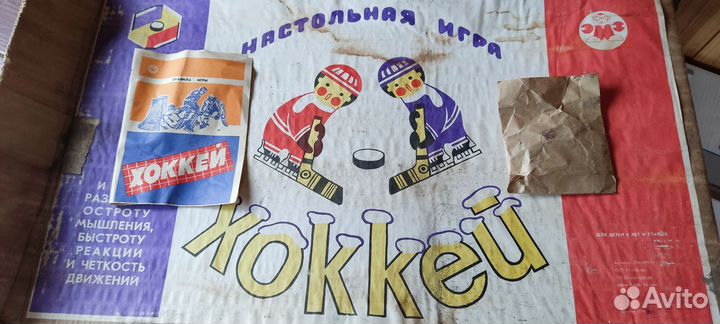 НАСТОЛЬНАЯ ИГРА
ЭМЗ
ПРАВИЛА ИГРЫ
ХОККЕЙ
И
РАЗ
ОСТРОТУ
МЫШЛЕНИЯ,
БЫСТРОТУ
РЕАКЦИИ
И ЧЕТКОСТЬ
ДВИЖЕНИЙ
хоккей
ДЛЯ ДЕТЕЙ 6 ЛЕТ И СТАРШЕ
Avito